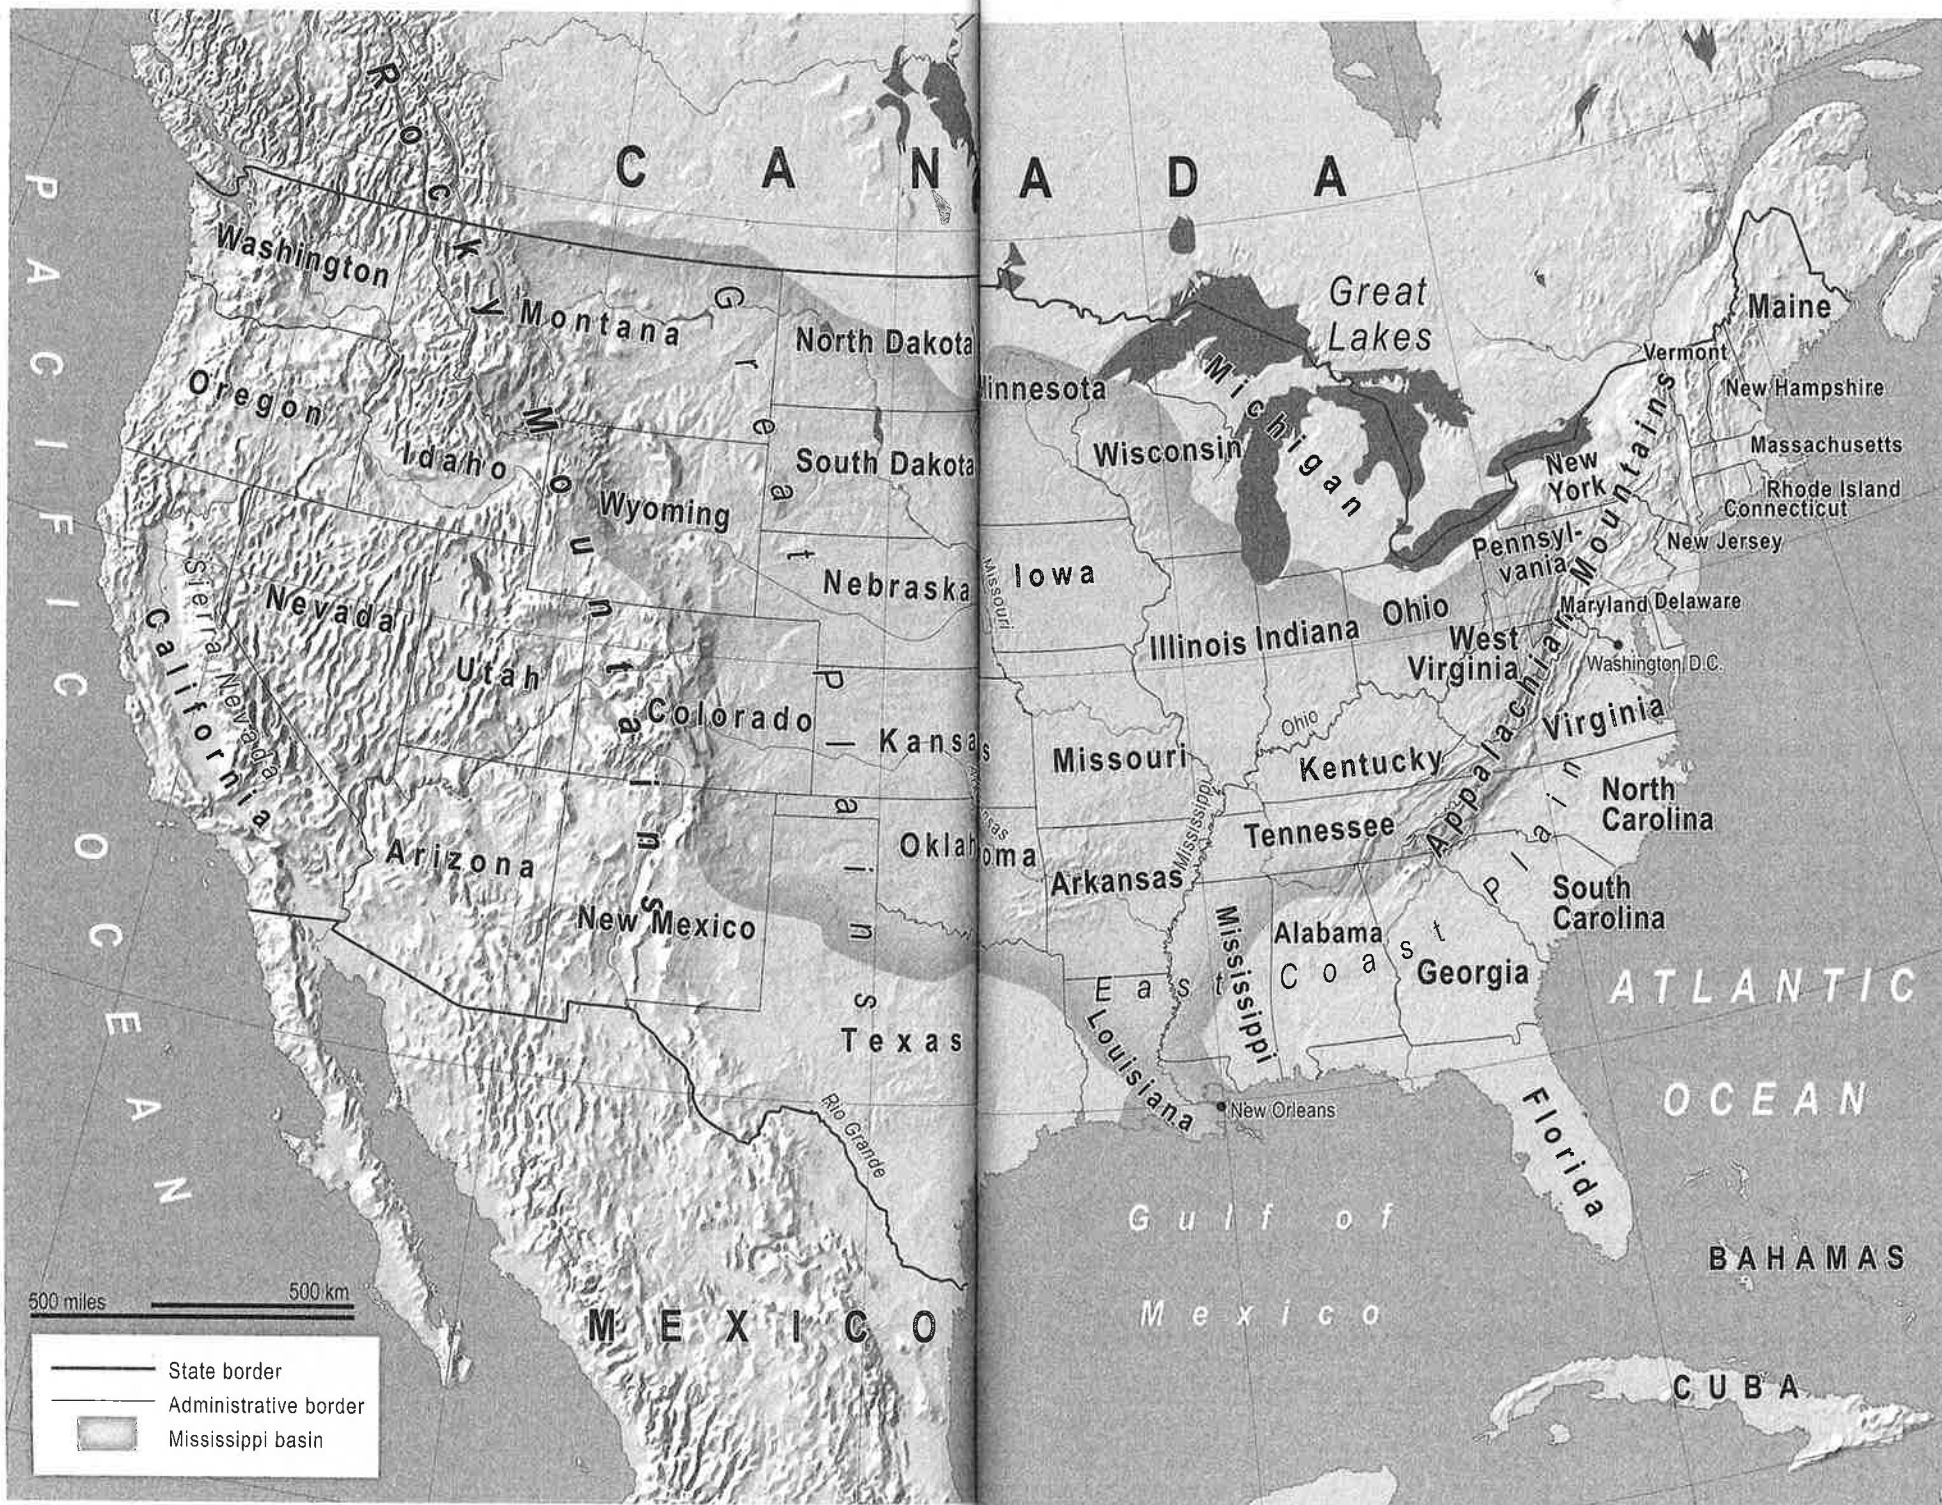 Rocky Mountains
CANADA
PACIFIC OCEAN
Washington
Montana
Great Plains
North Dakota
Minnesota
Great
Lakes
Michigan
Maine
Vermont
New Hampshire
Oregon
Idaho
Wyoming
South Dakota
Wisconsin
New
York
Massachusetts
Rhode Island
Connecticut
Appalachian Mountains
Pennsyl-
vania
New Jersey
Sierra Nevada
California
Nevada
Utah
Nebraska
Missouri
Iowa
Illinois
Indiana
Ohio
West
Virginia
Maryland
Delaware
Washington, D.C.
Colorado
Kansas
Arkansas
Missouri
Ohio
Kentucky
Virginia
Arizona
New Mexico
Oklahoma
Arkansas
Mississippi
Tennessee
North
Carolina
South
Carolina
East Coast Plain
Texas
Louisiana
Mississippi
Alabama
Georgia
Florida
New Orleans
Rio Grande
ATLANTIC
OCEAN
Gulf of
Mexico
BAHAMAS
MEXICO
CUBA
500 km
500 miles
State border
Administrative border
Mississippi basin